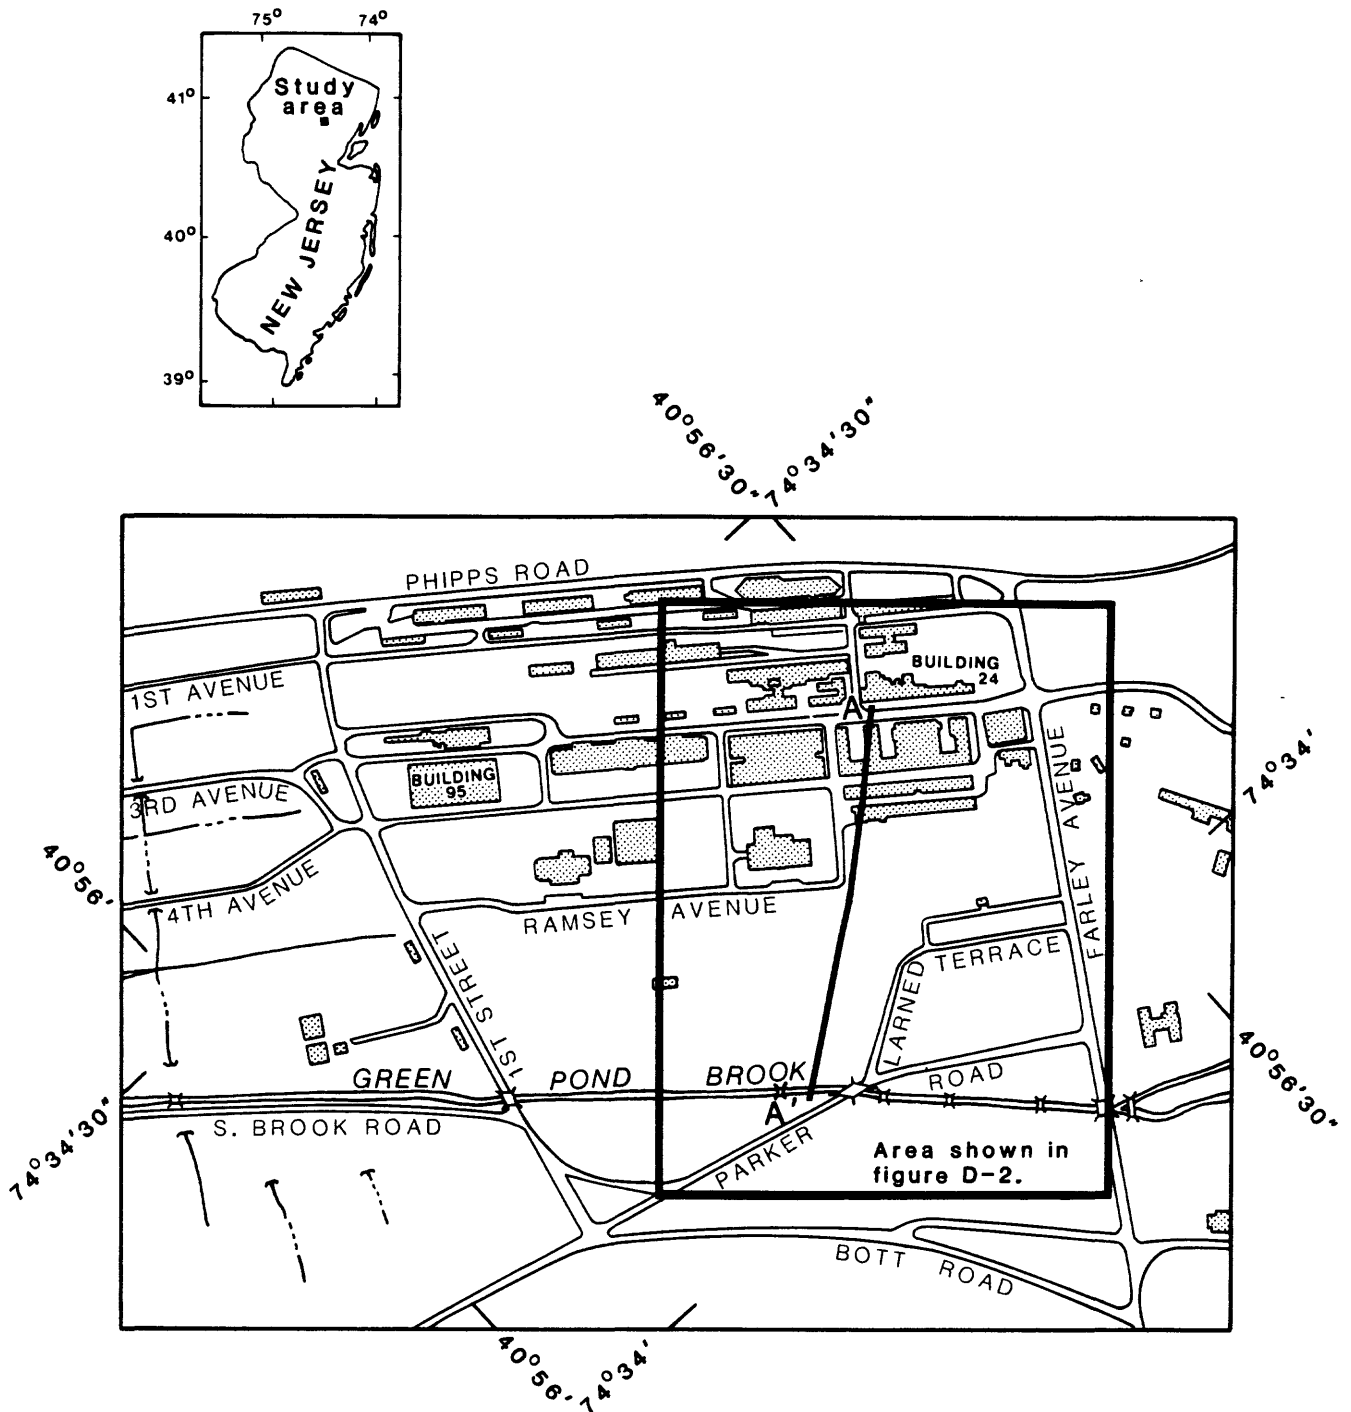 75° 74°
Study
area
41°
NEW JERSEY
40°
39°
40°56'30"
74°34'30"
PHIPPS ROAD
1ST AVENUE
BUILDING
24
A
BUILDING
95
3RD AVENUE
FARLEY AVENUE
74°34'
40°56'
4TH AVENUE
RAMSEY AVENUE
1ST STREET
LARNED
TERRACE
GREEN POND BROOK
ROAD
40°56'30"
A'
S. BROOK ROAD
PARKER
Area shown in
figure D-2.
74°34'30"
BOTT ROAD
40°56'
74°34'